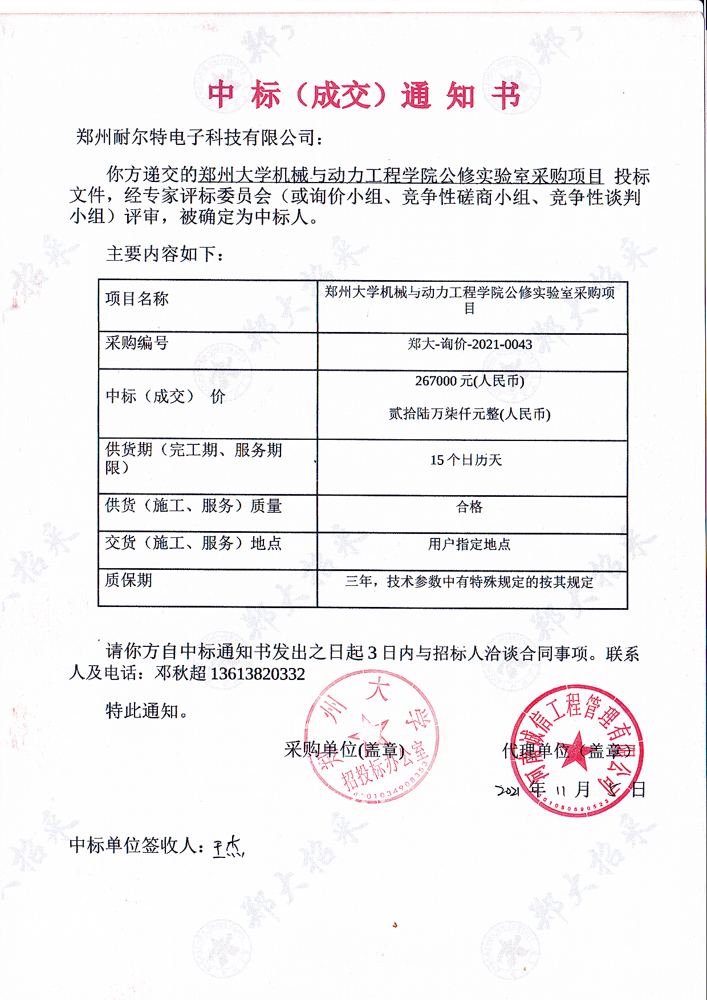 中 标（成交）通 知 书
郑州耐尔特电子科技有限公司：
你方递交的郑州大学机械与动力工程学院公修实验室采购项目 投标
文件，经专家评标委员会（或询价小组、竞争性磋商小组、竞争性谈判
小组）评审，被确定为中标人。
主要内容如下：
项目名称
郑州大学机械与动力工程学院公修实验室采购项
目
采购编号
郑大-询价-2021-0043
中标（成交） 价
267000 元(人民币)
贰拾陆万柒仟元整(人民币)
供货期（完工期、服务期
限）
15 个日历天
供货（施工、服务）质量
合格
交货（施工、服务）地点
用户指定地点
质保期
三年，技术参数中有特殊规定的按其规定
请你方自中标通知书发出之日起 3 日内与招标人洽谈合同事项。联系
人及电话：邓秋超 13613820332
特此通知。
采购单位(盖章)
代理单位（盖章）
2021 年 11 月 5 日
郑州大学
招投标办公室
4101034908353
河南诚信工程管理有限公司
4101050690523
中标单位签收人：王杰
郑大招采